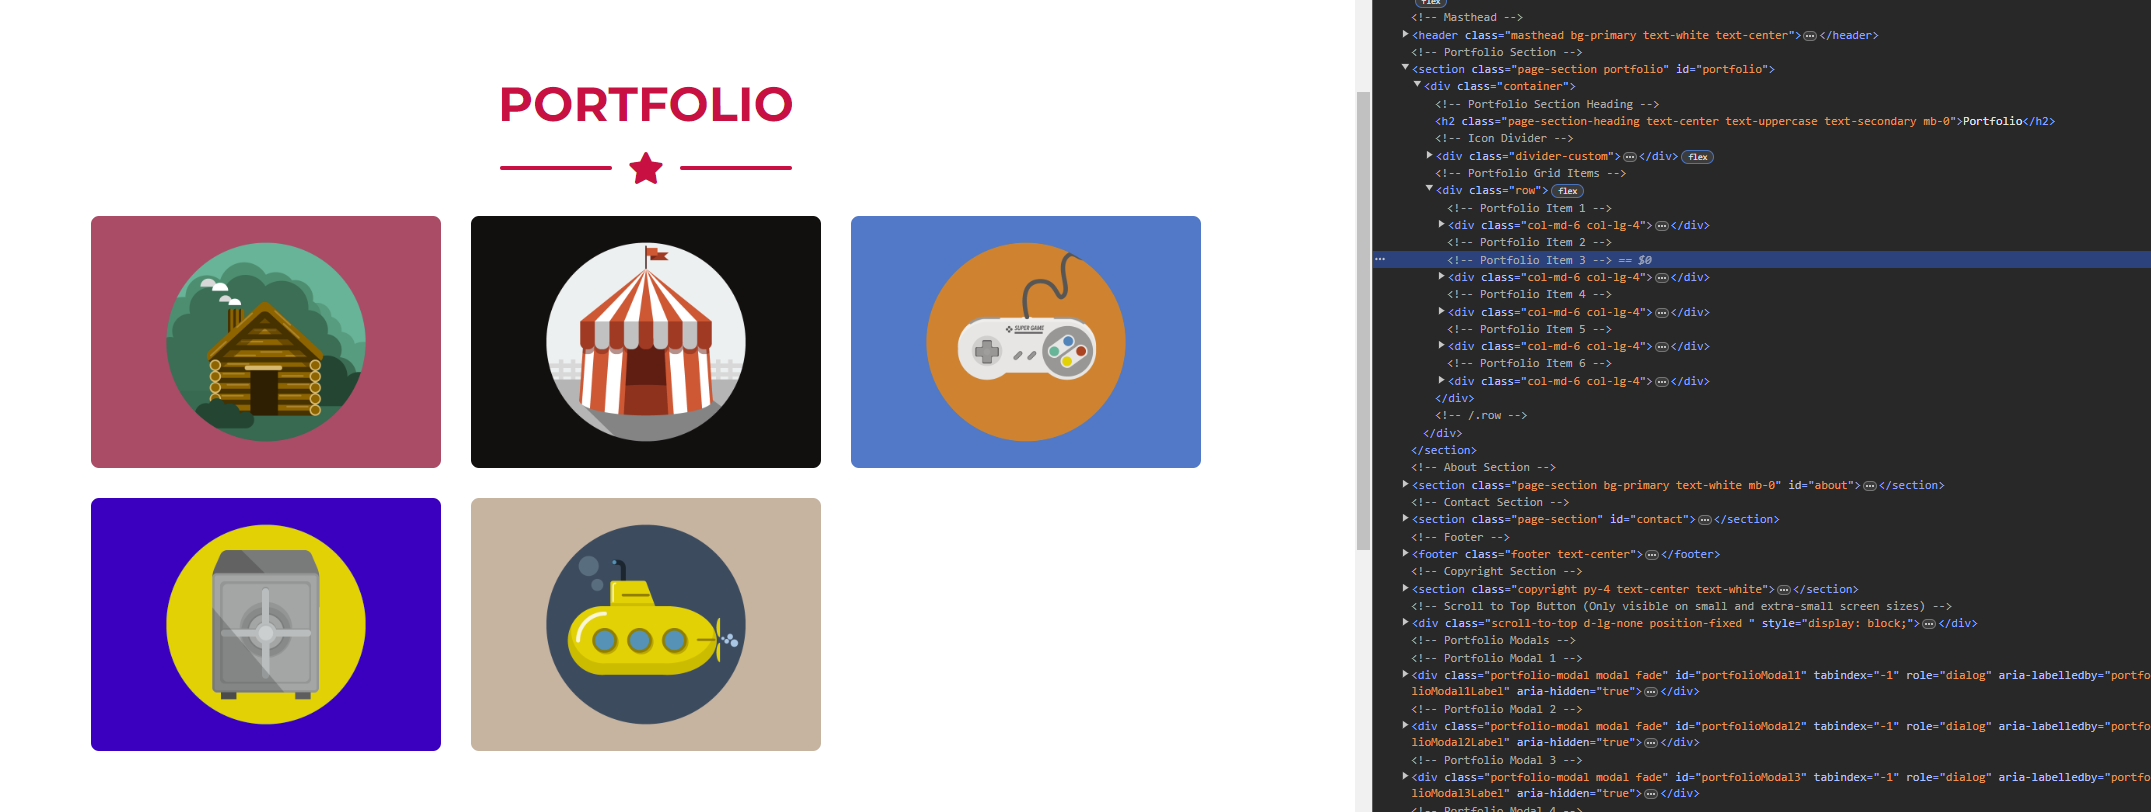 PORTFOLIO
SUPER GAME
flex
<!-- Masthead -->
<header class="masthead bg-primary text-white text-center">…</header>
<!-- Portfolio Section -->
<section class="page-section portfolio" id="portfolio">
<div class="container">
<!-- Portfolio Section Heading -->
<h2 class="page-section-heading text-center text-uppercase text-secondary mb-0">Portfolio</h2>
<!-- Icon Divider -->
<div class="divider-custom">…</div> flex
<!-- Portfolio Grid Items -->
<div class="row"> flex
<!-- Portfolio Item 1 -->
<div class="col-md-6 col-lg-4">…</div>
<!-- Portfolio Item 2 -->
… <!-- Portfolio Item 3 --> == $0
<div class="col-md-6 col-lg-4">…</div>
<!-- Portfolio Item 4 -->
<div class="col-md-6 col-lg-4">…</div>
<!-- Portfolio Item 5 -->
<div class="col-md-6 col-lg-4">…</div>
<!-- Portfolio Item 6 -->
<div class="col-md-6 col-lg-4">…</div>
</div>
<!-- /.row -->
</div>
</section>
<!-- About Section -->
<section class="page-section bg-primary text-white mb-0" id="about">…</section>
<!-- Contact Section -->
<section class="page-section" id="contact">…</section>
<!-- Footer -->
<footer class="footer text-center">…</footer>
<!-- Copyright Section -->
<section class="copyright py-4 text-center text-white">…</section>
<!-- Scroll to Top Button (Only visible on small and extra-small screen sizes) -->
<div class="scroll-to-top d-lg-none position-fixed " style="display: block;">…</div>
<!-- Portfolio Modals -->
<!-- Portfolio Modal 1 -->
<div class="portfolio-modal modal fade" id="portfolioModal1" tabindex="-1" role="dialog" aria-labelledby="portfo
lioModal1Label" aria-hidden="true">…</div>
<!-- Portfolio Modal 2 -->
<div class="portfolio-modal modal fade" id="portfolioModal2" tabindex="-1" role="dialog" aria-labelledby="portfo
lioModal2Label" aria-hidden="true">…</div>
<!-- Portfolio Modal 3 -->
<div class="portfolio-modal modal fade" id="portfolioModal3" tabindex="-1" role="dialog" aria-labelledby="portfo
lioModal3Label" aria-hidden="true">…</div>
<!-- Portfolio Modal 4 -->